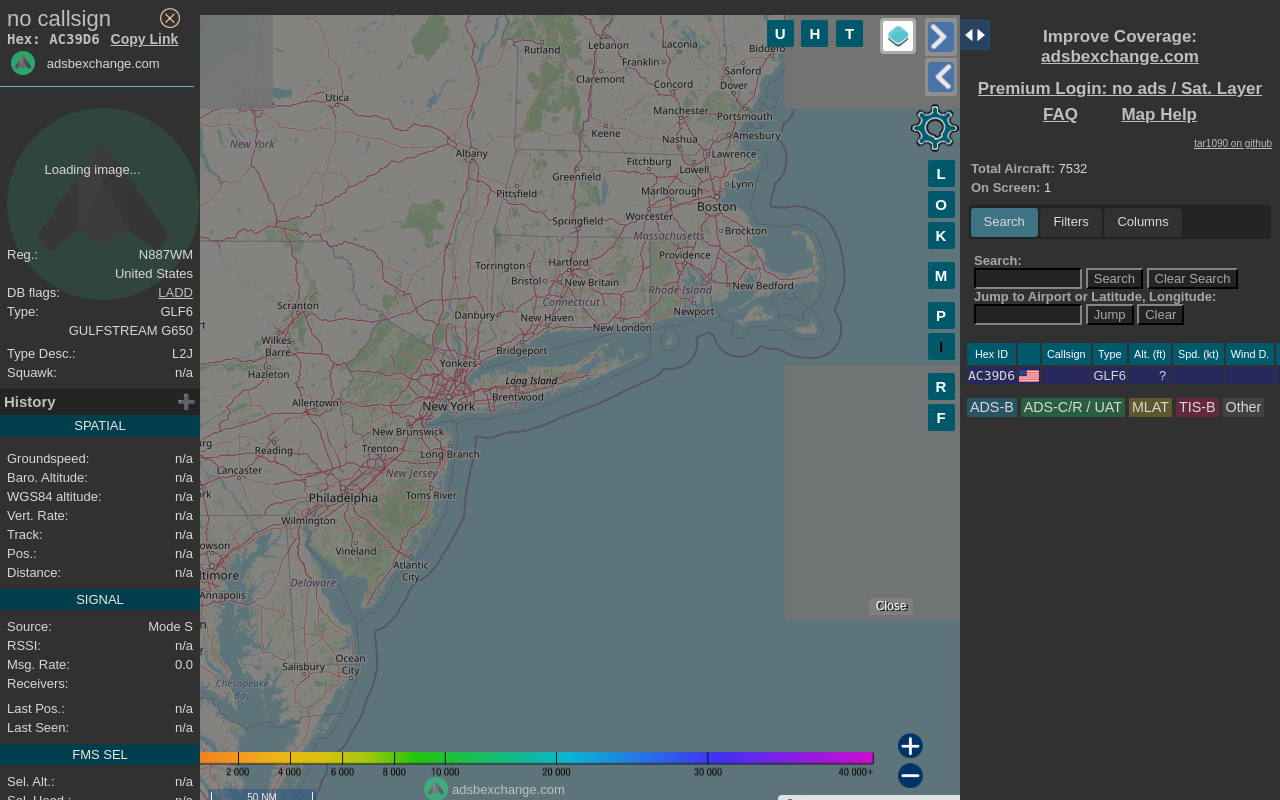 no callsign
Hex: AC39D6 Copy Link
adsbexchange.com
Loading image...
Reg.: N887WM
United States
DB flags: LADD
Type: GLF6
GULFSTREAM G650
Type Desc.: L2J
Squawk: n/a
History
SPATIAL
Groundspeed: n/a
Baro. Altitude: n/a
WGS84 altitude: n/a
Vert. Rate: n/a
Track: n/a
Pos.: n/a
Distance: n/a
SIGNAL
Source: Mode S
RSSI: n/a
Msg. Rate: 0.0
Receivers:
Last Pos.: n/a
Last Seen: n/a
FMS SEL
Sel. Alt.: n/a
U H T
L
O
K
M
P
I
R
F
Rutland
Lebanon
Laconia
Franklin
Sanford
Claremont
Concord
Dover
Utica
Manchester
Portsmouth
Keene
Nashua
Amesbury
New York
Albany
Fitchburg
Lawrence
Greenfield
Lowell
Pittsfield
Marlborough
Lynn
Worcester
Boston
Springfield
Massachusetts
Brockton
Providence
Torrington
Hartford
Bristol
New Britain
Rhode Island
New Bedford
Scranton
Connecticut
Danbury
New Haven
Newport
New London
Wilkes-
Barre
Bridgeport
Hazleton
Yonkers
Long Island
Allentown
New York
Brentwood
New Brunswick
Reading
Trenton
Long Branch
Lancaster
New Jersey
Philadelphia
Toms River
Wilmington
Vineland
Atlantic
City
Delaware
Annapolis
Salisbury
Ocean
City
Chesapeake
Bay
Close
2 000 4 000 6 000 8 000 10 000 20 000 30 000 40 000+
adsbexchange.com
50 NM
Improve Coverage:
adsbexchange.com
Premium Login: no ads / Sat. Layer
FAQ Map Help
tar1090 on github
Total Aircraft: 7532
On Screen: 1
Search Filters Columns
Search:
Search Clear Search
Jump to Airport or Latitude, Longitude:
Jump Clear
Hex ID Callsign Type Alt. (ft) Spd. (kt) Wind D.
AC39D6 GLF6 ?
ADS-B ADS-C/R / UAT MLAT TIS-B Other